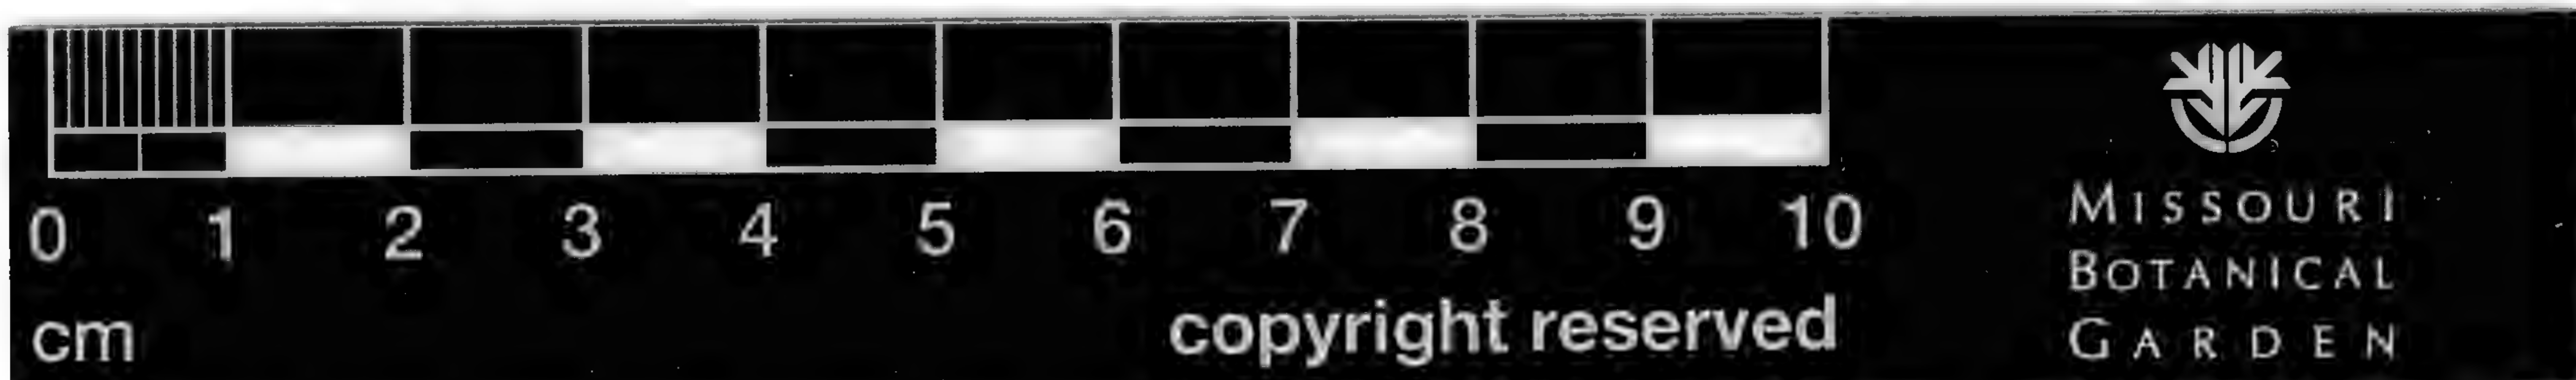 0 1 2 3 4 5 6 7 8 9 10
cm
copyright reserved
MISSOURI
BOTANICAL
GARDEN